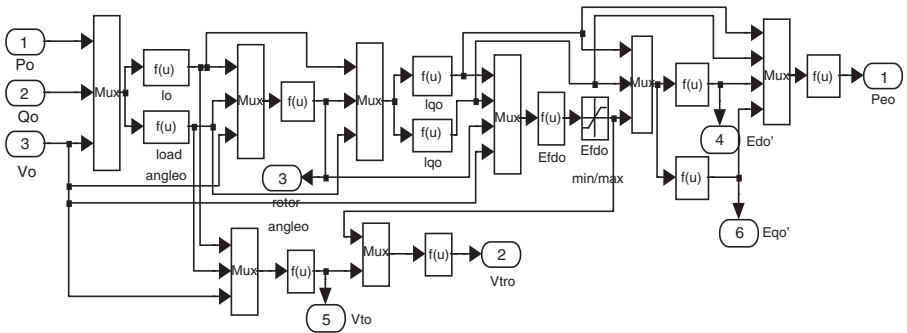 1
Po
2
Qo
3
Vo
Mux
f(u)
Io
f(u)
load
angleo
Mux
f(u)
3
rotor
angleo
Mux
f(u)
Iqo
f(u)
Iqo
Mux
f(u)
Efdo
Efdo
min/max
Mux
f(u)
4
Edo'
f(u)
6
Eqo'
Mux
f(u)
1
Peo
Mux
f(u)
5
Vto
Mux
f(u)
2
Vtro